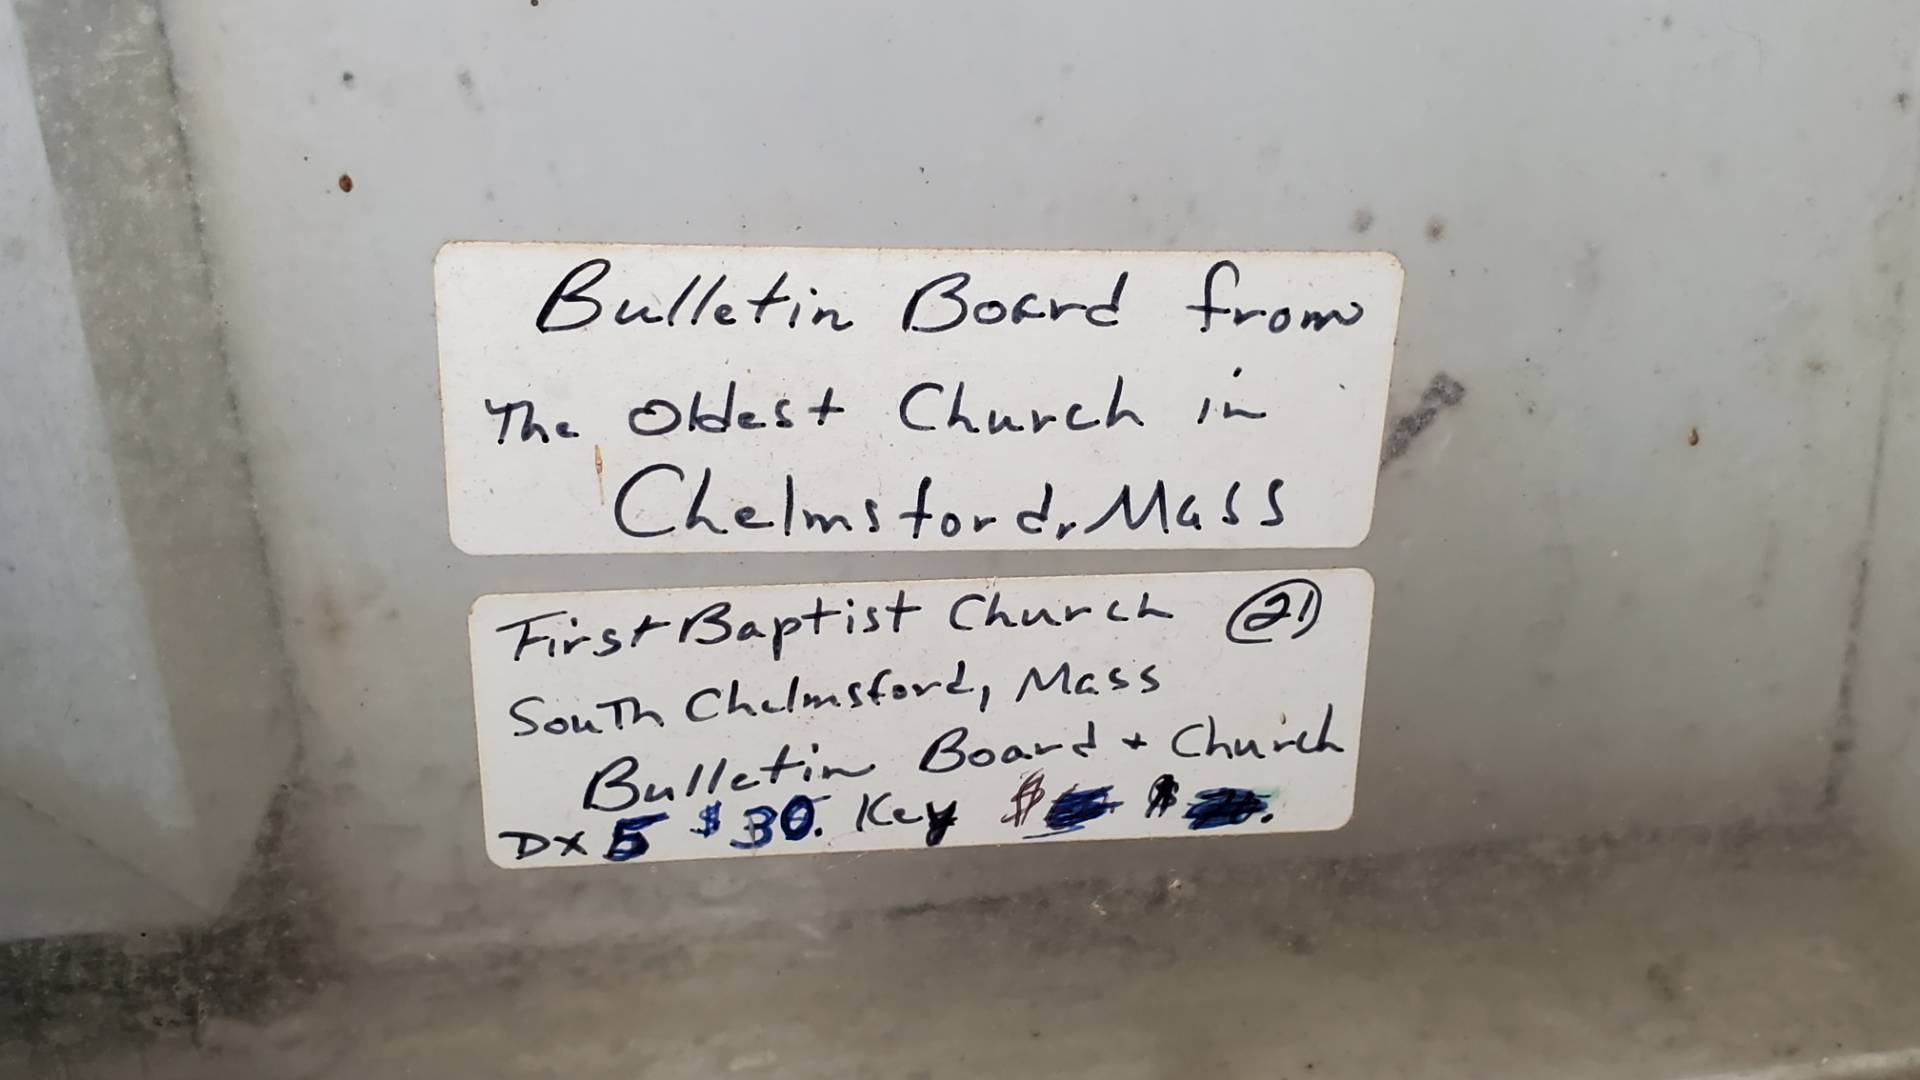 Bulletin Board from
The Oldest Church in
Chelmsford, Mass
First Baptist Church 21
South Chelmsford, Mass
Bulletin Board + Church
DX 5 $30. Key $ $